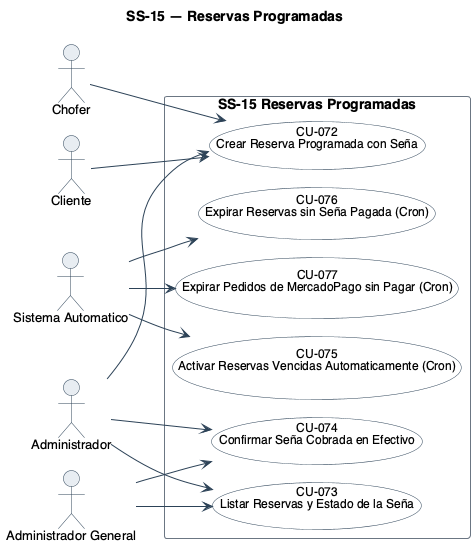 SS-15 — Reservas Programadas
SS-15 Reservas Programadas
Chofer
CU-072
Crear Reserva Programada con Seña
Cliente
CU-076
Expirar Reservas sin Seña Pagada (Cron)
CU-077
Expirar Pedidos de MercadoPago sin Pagar (Cron)
Sistema Automatico
CU-075
Activar Reservas Vencidas Automaticamente (Cron)
CU-074
Confirmar Seña Cobrada en Efectivo
Administrador
CU-073
Listar Reservas y Estado de la Seña
Administrador General